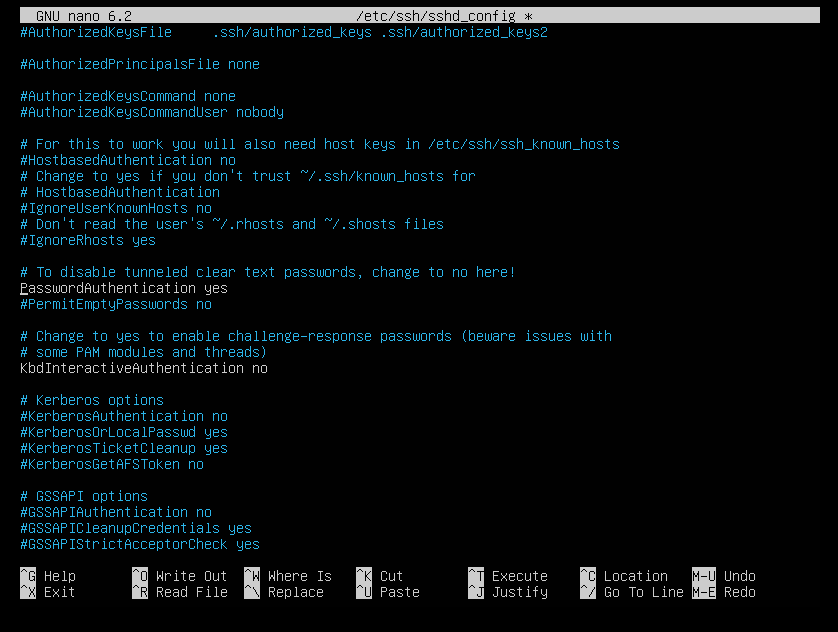 GNU nano 6.2 /etc/ssh/sshd_config *
#AuthorizedKeysFile .ssh/authorized_keys .ssh/authorized_keys2
#AuthorizedPrincipalsFile none
#AuthorizedKeysCommand none
#AuthorizedKeysCommandUser nobody
# For this to work you will also need host keys in /etc/ssh/ssh_known_hosts
#HostbasedAuthentication no
# Change to yes if you don't trust ~/.ssh/known_hosts for
# HostbasedAuthentication
#IgnoreUserKnownHosts no
# Don't read the user's ~/.rhosts and ~/.shosts files
#IgnoreRhosts yes
# To disable tunneled clear text passwords, change to no here!
PasswordAuthentication yes
#PermitEmptyPasswords no
# Change to yes to enable challenge-response passwords (beware issues with
# some PAM modules and threads)
KbdInteractiveAuthentication no
# Kerberos options
#KerberosAuthentication no
#KerberosOrLocalPasswd yes
#KerberosTicketCleanup yes
#KerberosGetAFSToken no
# GSSAPI options
#GSSAPIAuthentication no
#GSSAPICleanupCredentials yes
#GSSAPIStrictAcceptorCheck yes
^G Help ^O Write Out ^W Where Is ^K Cut ^T Execute ^C Location M-U Undo
^X Exit ^R Read File ^\ Replace ^U Paste ^J Justify ^/ Go To Line M-E Redo